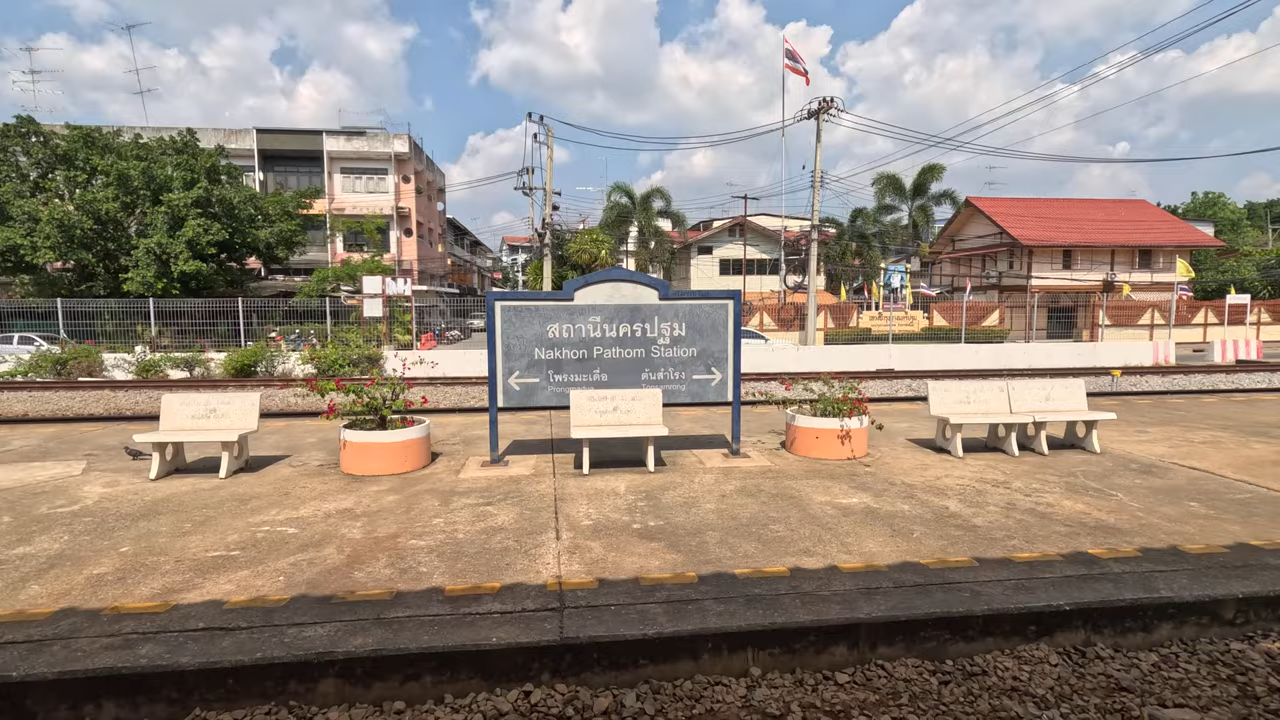 สถานีนครปฐม
Nakhon Pathom Station
โพรงมะเดื่อ
Prongmadua
ต้นสำโรง
Tonsamrong